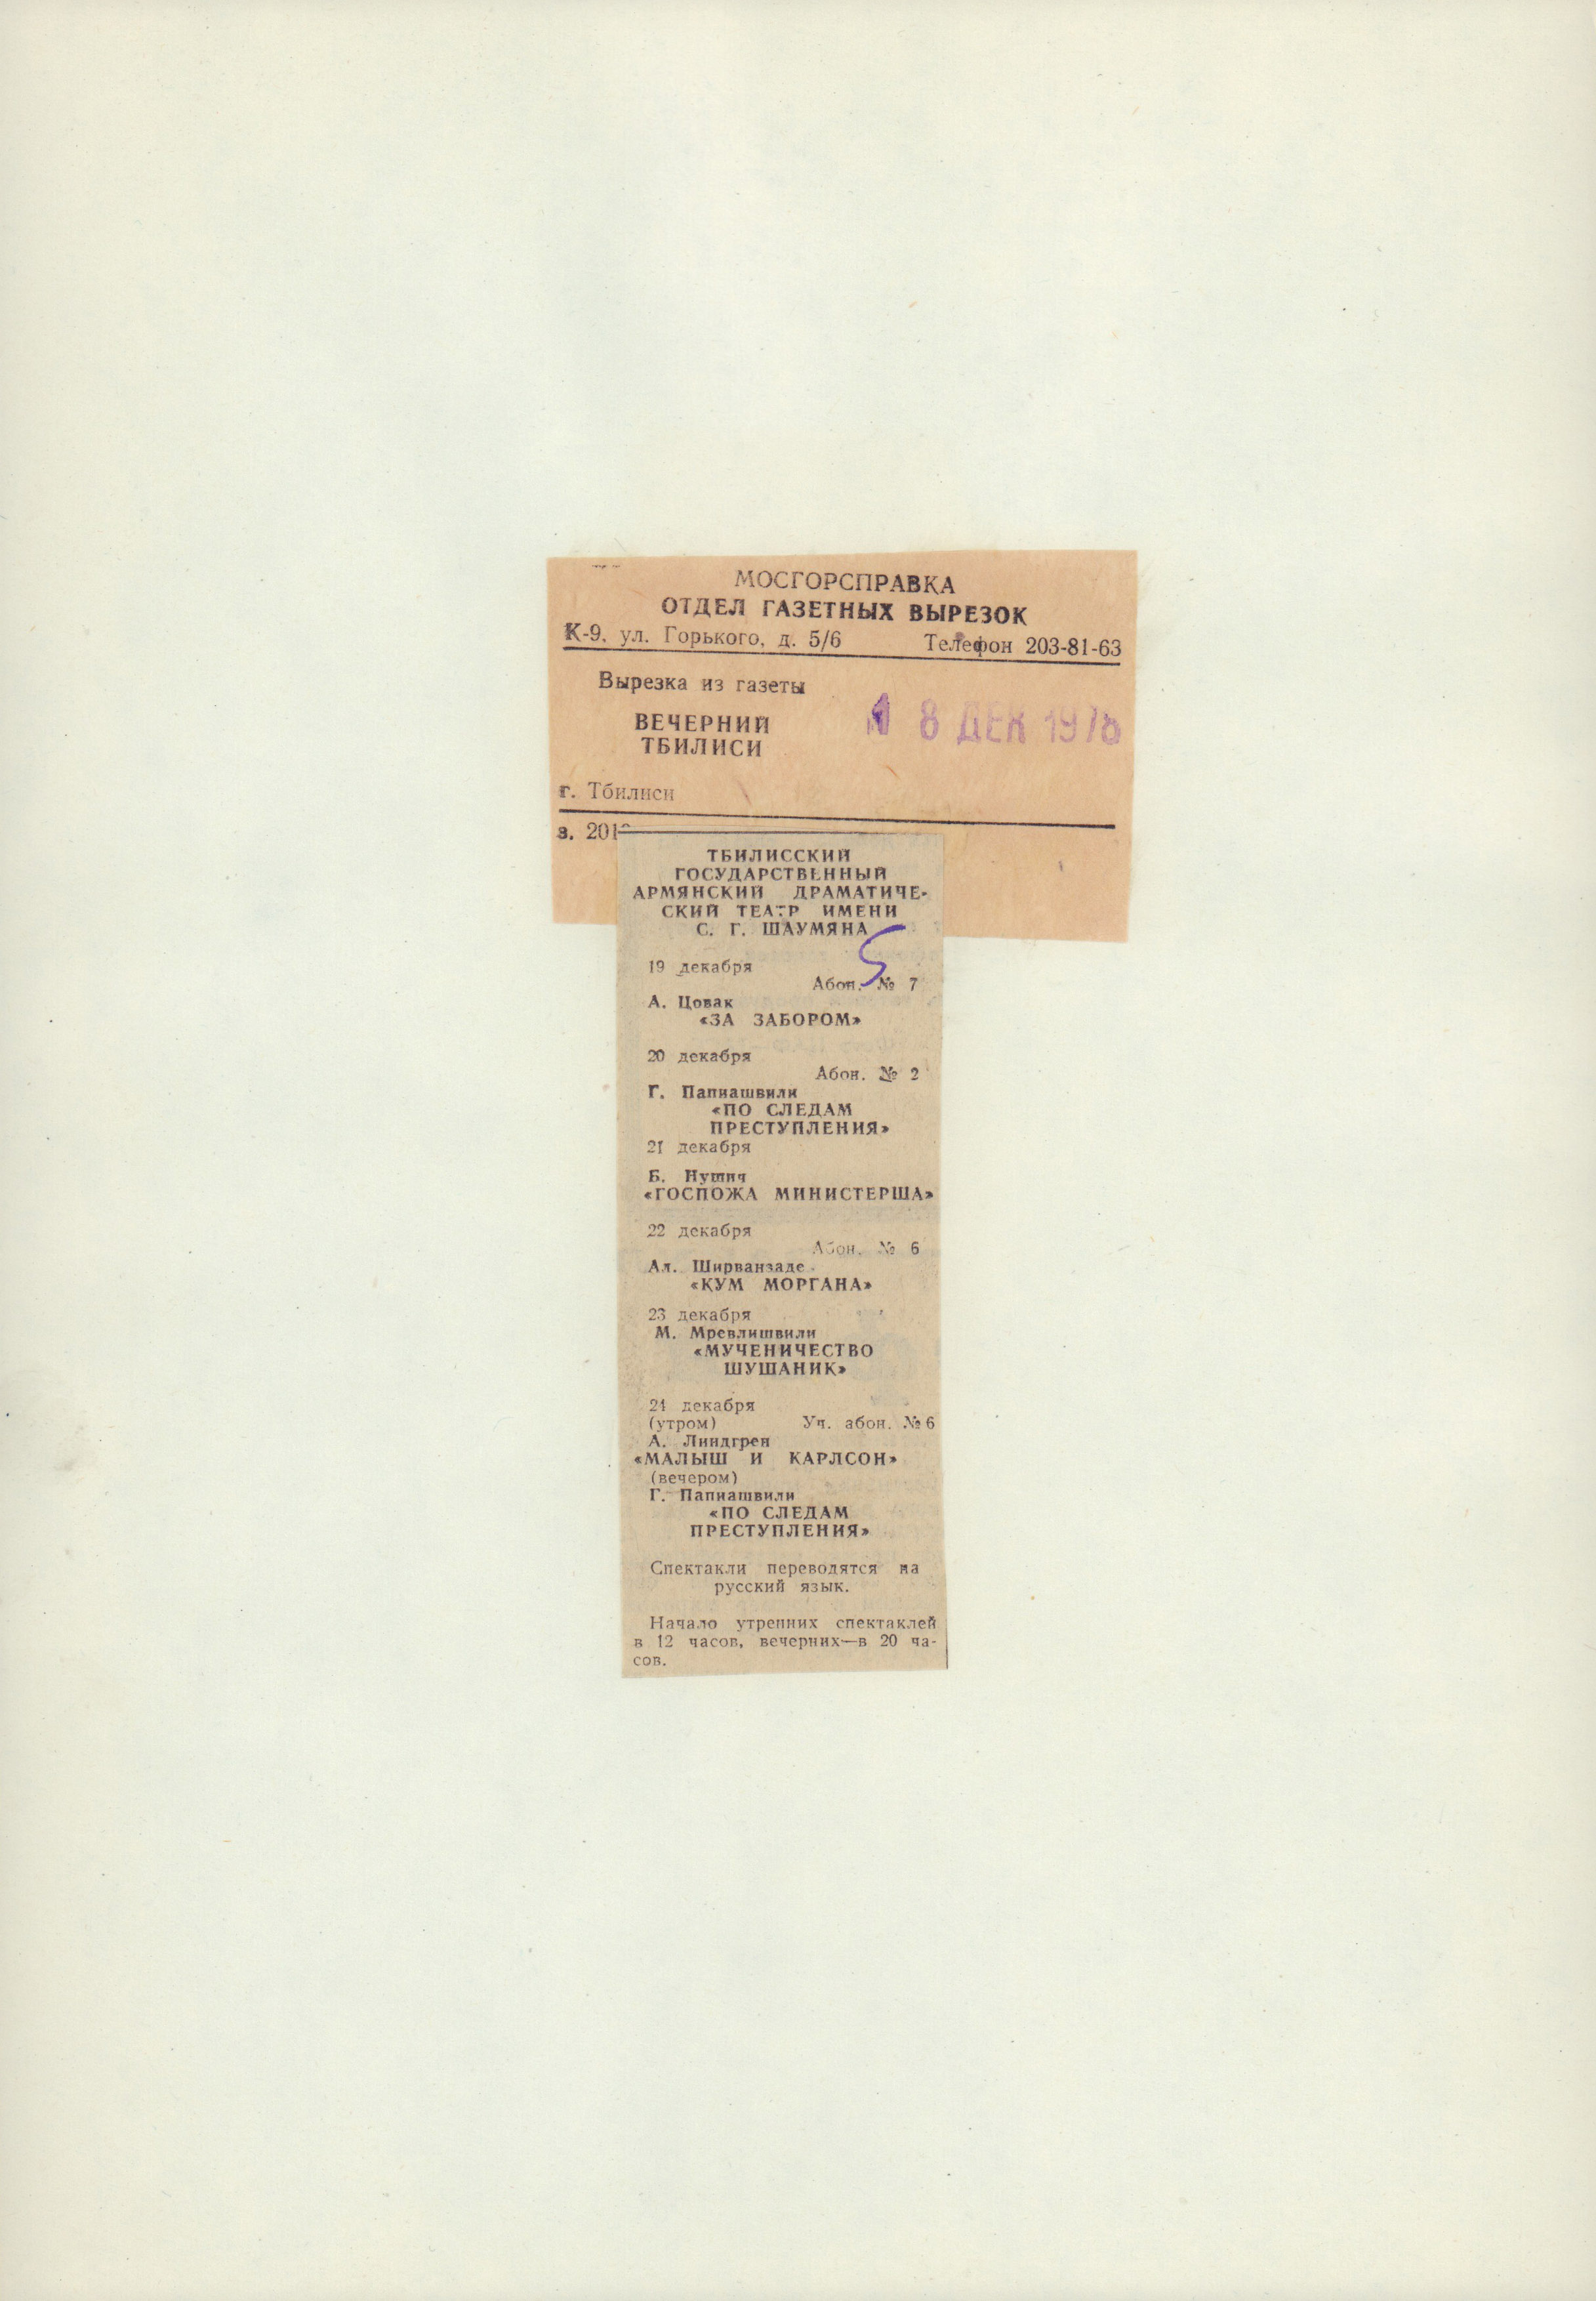 МОСГОРСПРАВКА
ОТДЕЛ ГАЗЕТНЫХ ВЫРЕЗОК
К-9, ул. Горького, д. 5/6 Телефон 203-81-63
Вырезка из газеты
ВЕЧЕРНИЙ
ТБИЛИСИ
18 ДЕК 1978
г. Тбилиси
з. 201
ТБИЛИССКИЙ
ГОСУДАРСТВЕННЫЙ
АРМЯНСКИЙ ДРАМАТИЧЕ-
СКИЙ ТЕАТР ИМЕНИ
С. Г. ШАУМЯНА
19 декабря
Абон. № 7
А. Цовак
«ЗА ЗАБОРОМ»
20 декабря
Абон. № 2
Г. Папиашвили
«ПО СЛЕДАМ
ПРЕСТУПЛЕНИЯ»
21 декабря
Б. Нушич
«ГОСПОЖА МИНИСТЕРША»
22 декабря
Абон. № 6
Ал. Ширванзаде
«КУМ МОРГАНА»
23 декабря
М. Мревлишвили
«МУЧЕНИЧЕСТВО
ШУШАНИК»
24 декабря
(утром) Уч. абон. № 6
А. Линдгрен
«МАЛЫШ И КАРЛСОН»
(вечером)
Г. Папиашвили
«ПО СЛЕДАМ
ПРЕСТУПЛЕНИЯ»
Спектакли переводятся на
русский язык.
Начало утренних спектаклей
в 12 часов, вечерних—в 20 ча-
сов.